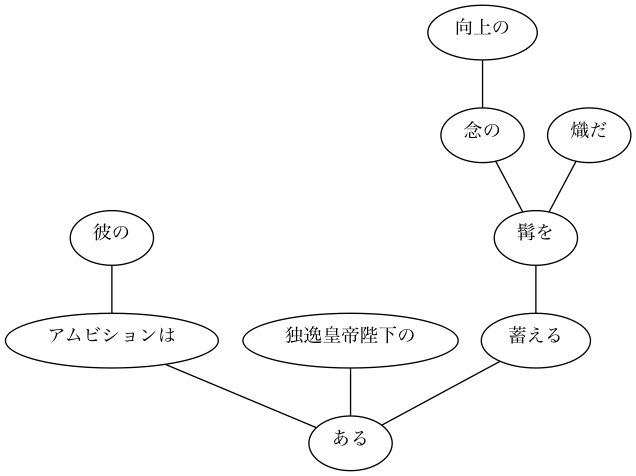 向上の
念の
熾だ
彼の
髯を
アムビションは
独逸皇帝陛下の
蓄える
ある